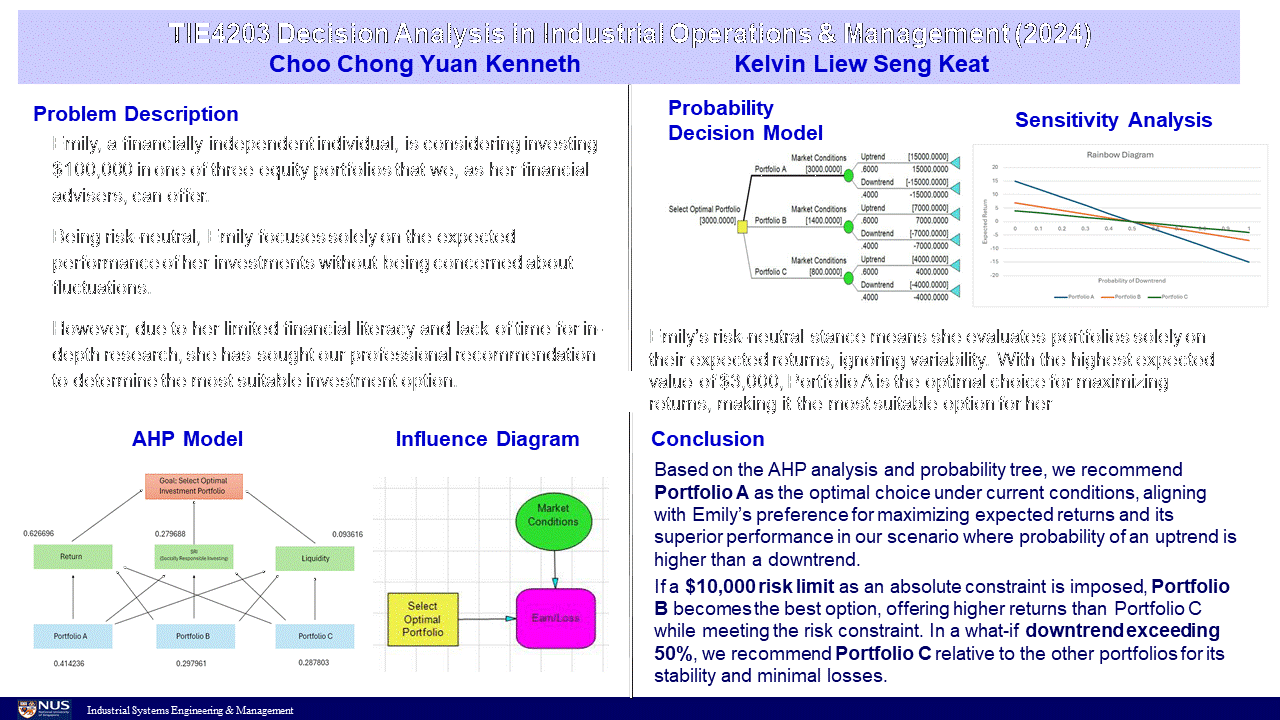 TIE4203 Decision Analysis in Industrial Operations & Management (2024)
Choo Chong Yuan Kenneth
Kelvin Liew Seng Keat
Problem Description
Emily, a financially independent individual, is considering investing
$100,000 in one of three equity portfolios that we, as her financial
advisers, can offer.
Being risk-neutral, Emily focuses solely on the expected
performance of her investments without being concerned about
fluctuations.
However, due to her limited financial literacy and lack of time for in-
depth research, she has sought our professional recommendation
to determine the most suitable investment option.
Probability
Decision Model
Select Optimal Portfolio
[3000.0000]
Portfolio A
Market Conditions
[3000.0000]
Uptrend [15000.0000]
.6000 15000.0000
Downtrend [-15000.0000]
.4000 -15000.0000
Portfolio B
Market Conditions
[1400.0000]
Uptrend [7000.0000]
.6000 7000.0000
Downtrend [-7000.0000]
.4000 -7000.0000
Portfolio C
Market Conditions
[800.0000]
Uptrend [4000.0000]
.6000 4000.0000
Downtrend [-4000.0000]
.4000 -4000.0000
Sensitivity Analysis
Rainbow Diagram
Expected Return
20
15
10
5
0
-5
-10
-15
-20
0 0.1 0.2 0.3 0.4 0.5 0.6 0.7 0.8 0.9 1
Probability of Downtrend
Portfolio A Portfolio B Portfolio C
Emily's risk-neutral stance means she evaluates portfolios solely on
their expected returns, ignoring variability. With the highest expected
value of $3,000, Portfolio A is the optimal choice for maximizing
returns, making it the most suitable option for her
AHP Model
Goal: Select Optimal
Investment Portfolio
0.626696
0.279688
0.093616
Return
SRI
(Socially Responsible Investing)
Liquidity
Portfolio A
Portfolio B
Portfolio C
0.414236
0.297961
0.287803
Influence Diagram
Market
Conditions
Select
Optimal
Portfolio
Earn/Loss
Conclusion
Based on the AHP analysis and probability tree, we recommend
Portfolio A as the optimal choice under current conditions, aligning
with Emily's preference for maximizing expected returns and its
superior performance in our scenario where probability of an uptrend is
higher than a downtrend.
If a $10,000 risk limit as an absolute constraint is imposed, Portfolio
B becomes the best option, offering higher returns than Portfolio C
while meeting the risk constraint. In a what-if downtrend exceeding
50%, we recommend Portfolio C relative to the other portfolios for its
stability and minimal losses.
NUS
National University
of Singapore
Industrial Systems Engineering & Management